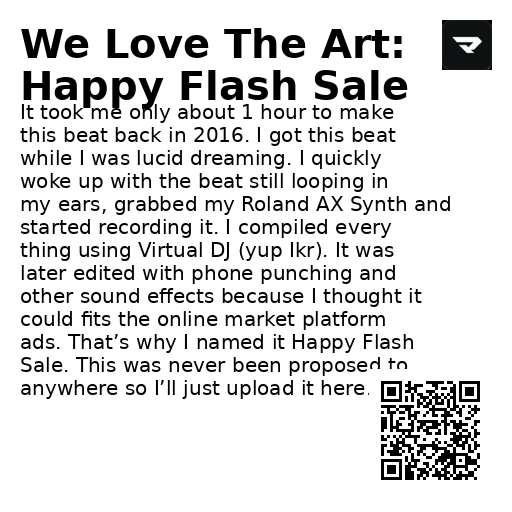 We Love The Art:
Happy Flash Sale
It took me only about 1 hour to make
this beat back in 2016. I got this beat
while I was lucid dreaming. I quickly
woke up with the beat still looping in
my ears, grabbed my Roland AX Synth and
started recording it. I compiled every
thing using Virtual DJ (yup Ikr). It was
later edited with phone punching and
other sound effects because I thought it
could fits the online market platform
ads. That’s why I named it Happy Flash
Sale. This was never been proposed to
anywhere so I’ll just upload it here.